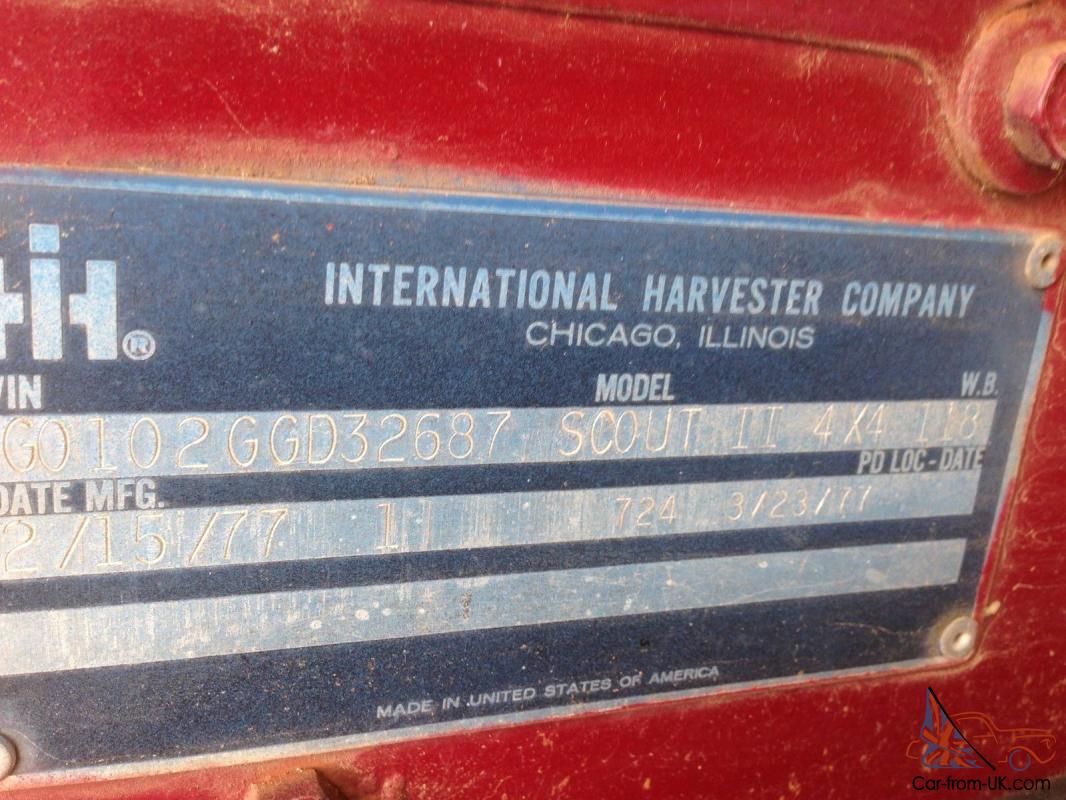 IH®
INTERNATIONAL HARVESTER COMPANY
CHICAGO, ILLINOIS
VIN MODEL W.B.
G0102GGD32687 SCOUT II 4X4 118
DATE MFG. PD LOC-DATE
2/15/77 11 724 3/23/77
MADE IN UNITED STATES OF AMERICA
Car-from-UK.com